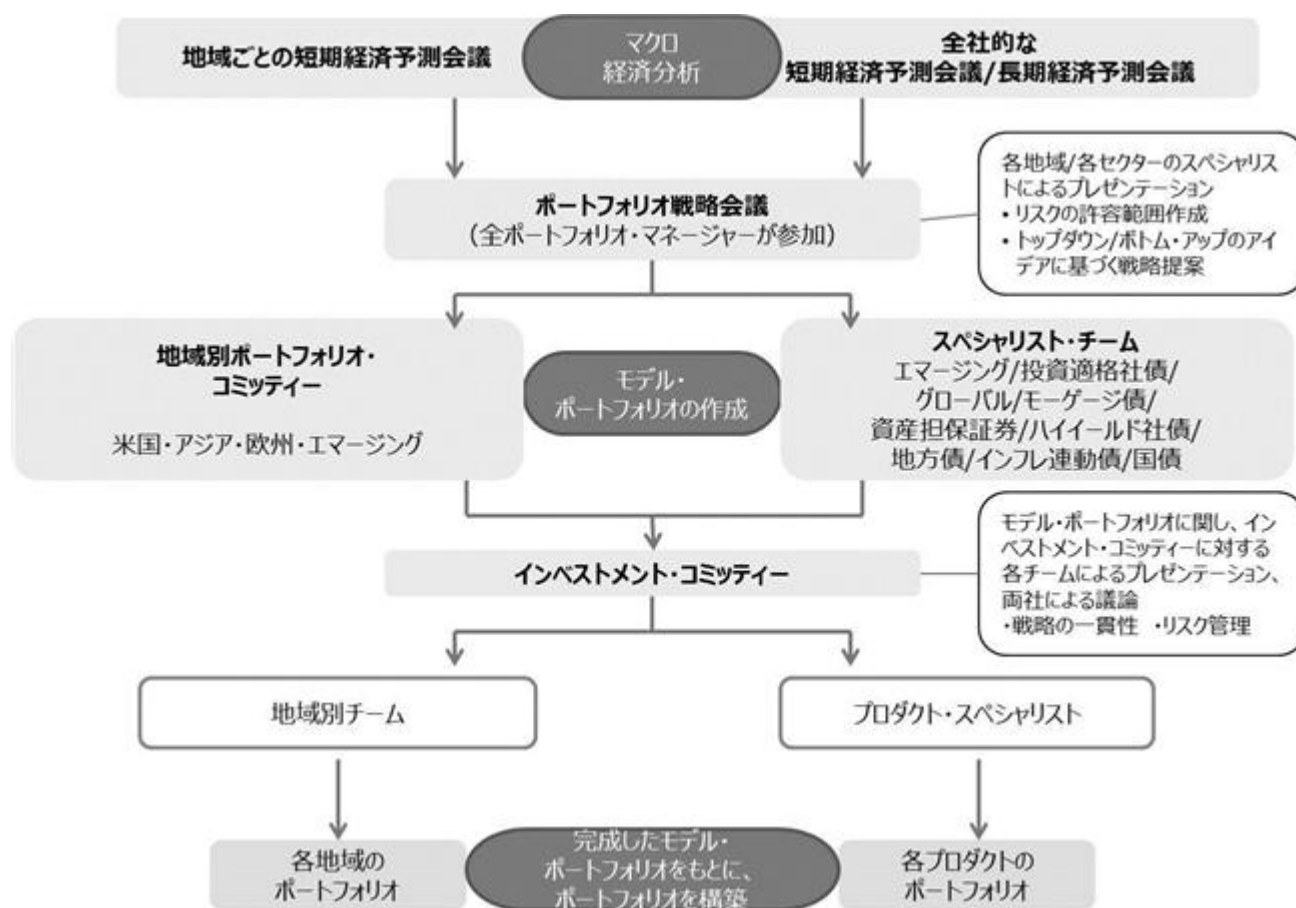 地域ごとの短期経済予測会議
マクロ
経済分析
全社的な
短期経済予測会議/長期経済予測会議
各地域/各セクターのスペシャリス
トによるプレゼンテーション
• リスクの許容範囲作成
• トップダウン/ボトム・アップのアイ
デアに基づく戦略提案
ポートフォリオ戦略会議
（全ポートフォリオ・マネージャーが参加）
地域別ポートフォリオ・
コミッティー
米国・アジア・欧州・エマージング
モデル・
ポートフォリオの作成
スペシャリスト・チーム
エマージング/投資適格社債/
グローバル/モーゲージ債/
資産担保証券/ハイイールド社債/
地方債/インフレ連動債/国債
モデル・ポートフォリオに関し、イン
ベストメント・コミッティーに対する
各チームによるプレゼンテーション、
両社による議論
・戦略の一貫性 ・リスク管理
インベストメント・コミッティー
地域別チーム
プロダクト・スペシャリスト
各地域の
ポートフォリオ
完成したモデル・
ポートフォリオをもとに、
ポートフォリオを構築
各プロダクトの
ポートフォリオ